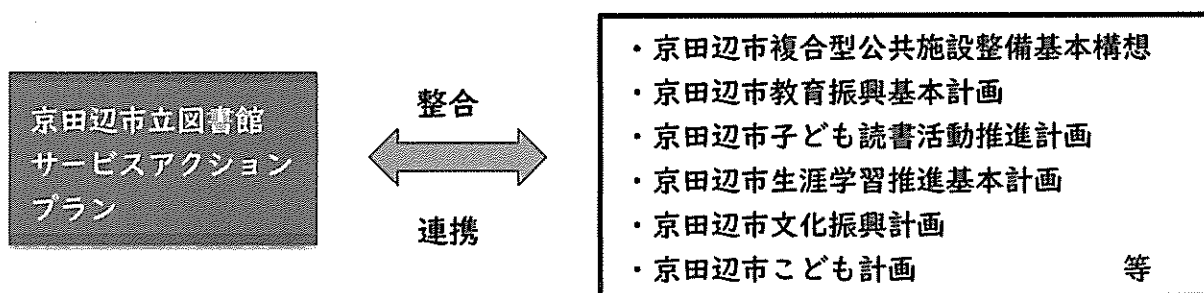 京田辺市立図書館
サービスアクション
プラン
整合
連携
・京田辺市複合型公共施設整備基本構想
・京田辺市教育振興基本計画
・京田辺市子ども読書活動推進計画
・京田辺市生涯学習推進基本計画
・京田辺市文化振興計画
・京田辺市こども計画 等